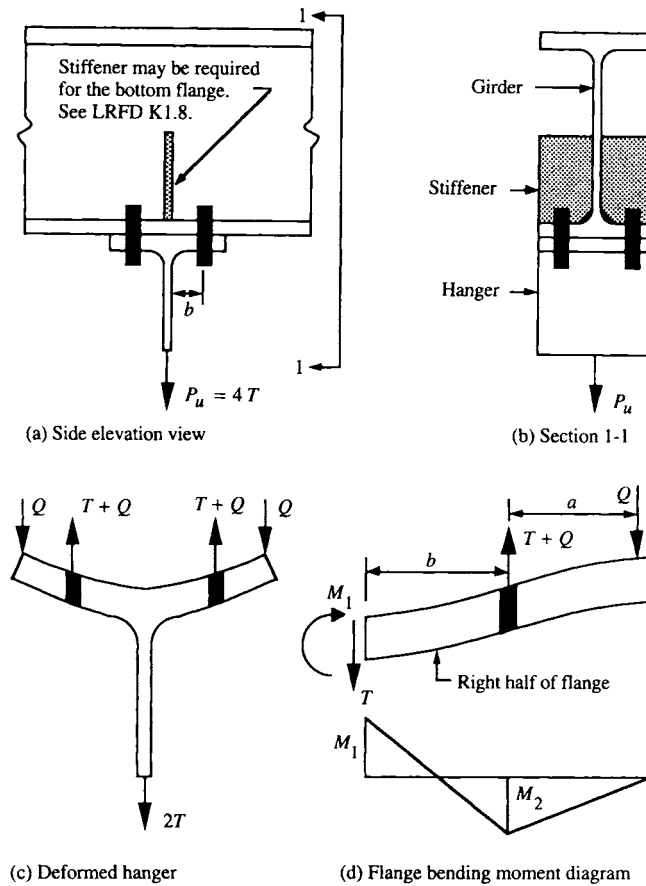 1
Stiffener may be required
for the bottom flange.
See LRFD K1.8.
b
1
P_u = 4 T
(a) Side elevation view
Girder
Stiffener
Hanger
P_u
(b) Section 1-1
Q
T + Q
T + Q
Q
2T
(c) Deformed hanger
a
Q
T + Q
b
M_1
T
Right half of flange
M_1
M_2
(d) Flange bending moment diagram